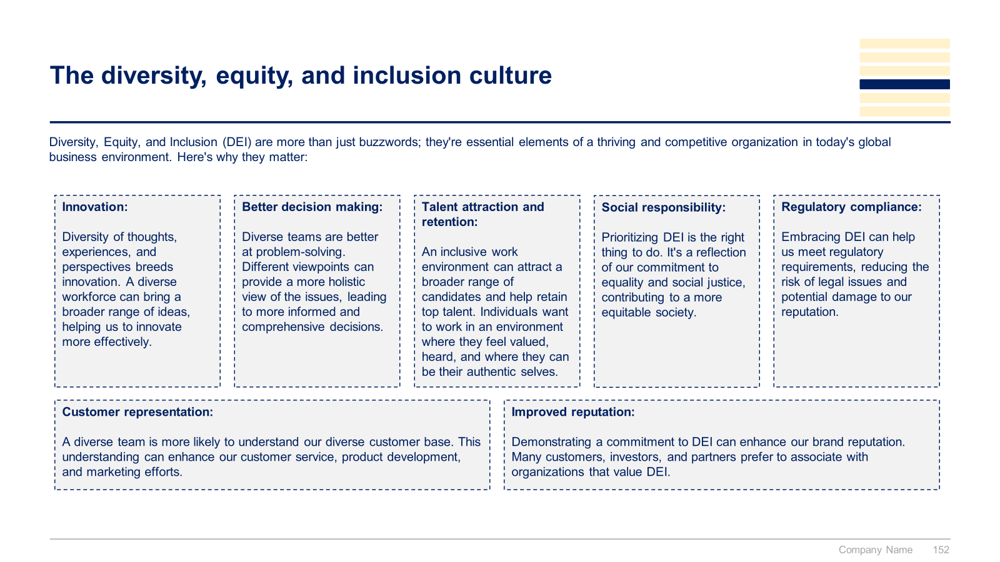 The diversity, equity, and inclusion culture
Diversity, Equity, and Inclusion (DEI) are more than just buzzwords; they're essential elements of a thriving and competitive organization in today's global
business environment. Here's why they matter:
Innovation:
Diversity of thoughts,
experiences, and
perspectives breeds
innovation. A diverse
workforce can bring a
broader range of ideas,
helping us to innovate
more effectively.
Better decision making:
Diverse teams are better
at problem-solving.
Different viewpoints can
provide a more holistic
view of the issues, leading
to more informed and
comprehensive decisions.
Talent attraction and
retention:
An inclusive work
environment can attract a
broader range of
candidates and help retain
top talent. Individuals want
to work in an environment
where they feel valued,
heard, and where they can
be their authentic selves.
Social responsibility:
Prioritizing DEI is the right
thing to do. It's a reflection
of our commitment to
equality and social justice,
contributing to a more
equitable society.
Regulatory compliance:
Embracing DEI can help
us meet regulatory
requirements, reducing the
risk of legal issues and
potential damage to our
reputation.
Customer representation:
A diverse team is more likely to understand our diverse customer base. This
understanding can enhance our customer service, product development,
and marketing efforts.
Improved reputation:
Demonstrating a commitment to DEI can enhance our brand reputation.
Many customers, investors, and partners prefer to associate with
organizations that value DEI.
Company Name 152